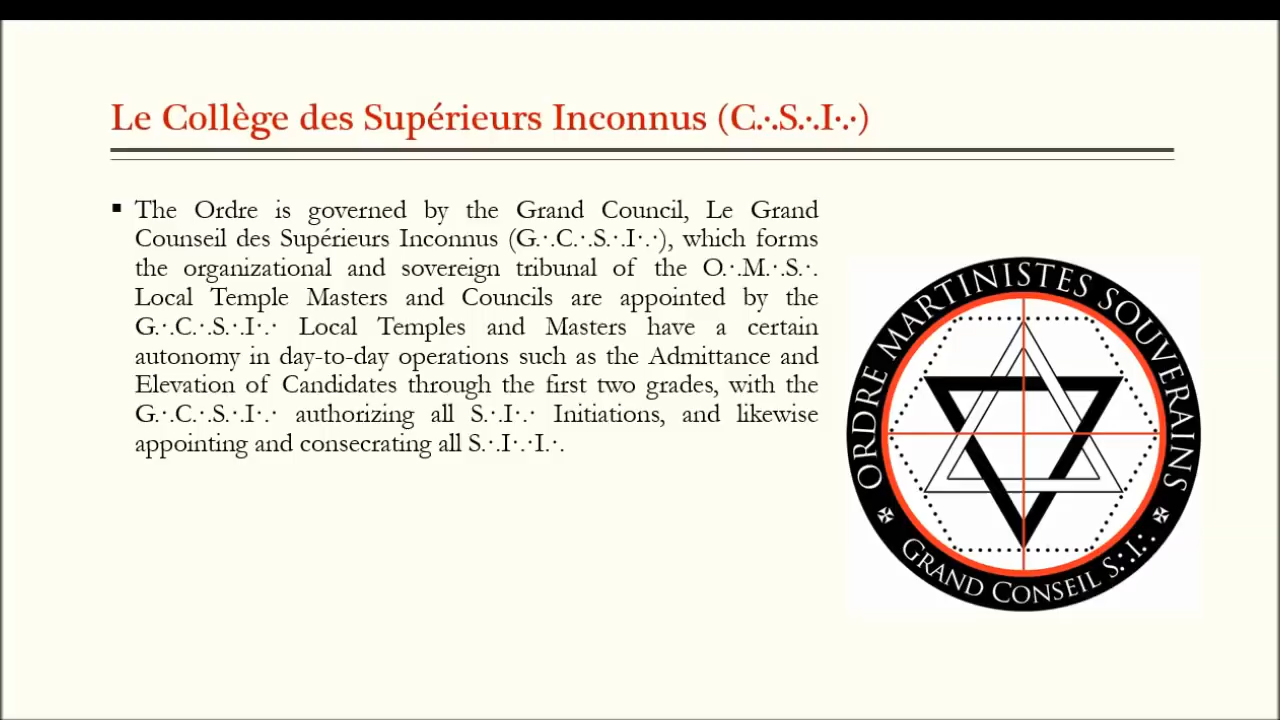 Le Collège des Supérieurs Inconnus (C.·.S.·.I·.·)
▪ The Ordre is governed by the Grand Council, Le Grand
Counseil des Supérieurs Inconnus (G.·.C.·.S.·.I·.·), which forms
the organizational and sovereign tribunal of the O.·.M.·.S.·.
Local Temple Masters and Councils are appointed by the
G.·.C.·.S.·.I·.· Local Temples and Masters have a certain
autonomy in day-to-day operations such as the Admittance and
Elevation of Candidates through the first two grades, with the
G.·.C.·.S.·.I·.· authorizing all S.·.I·.· Initiations, and likewise
appointing and consecrating all S.·.I·.·I.·.
ORDRE MARTINISTES SOUVERAINS
GRAND CONSEIL S.·.I.·.